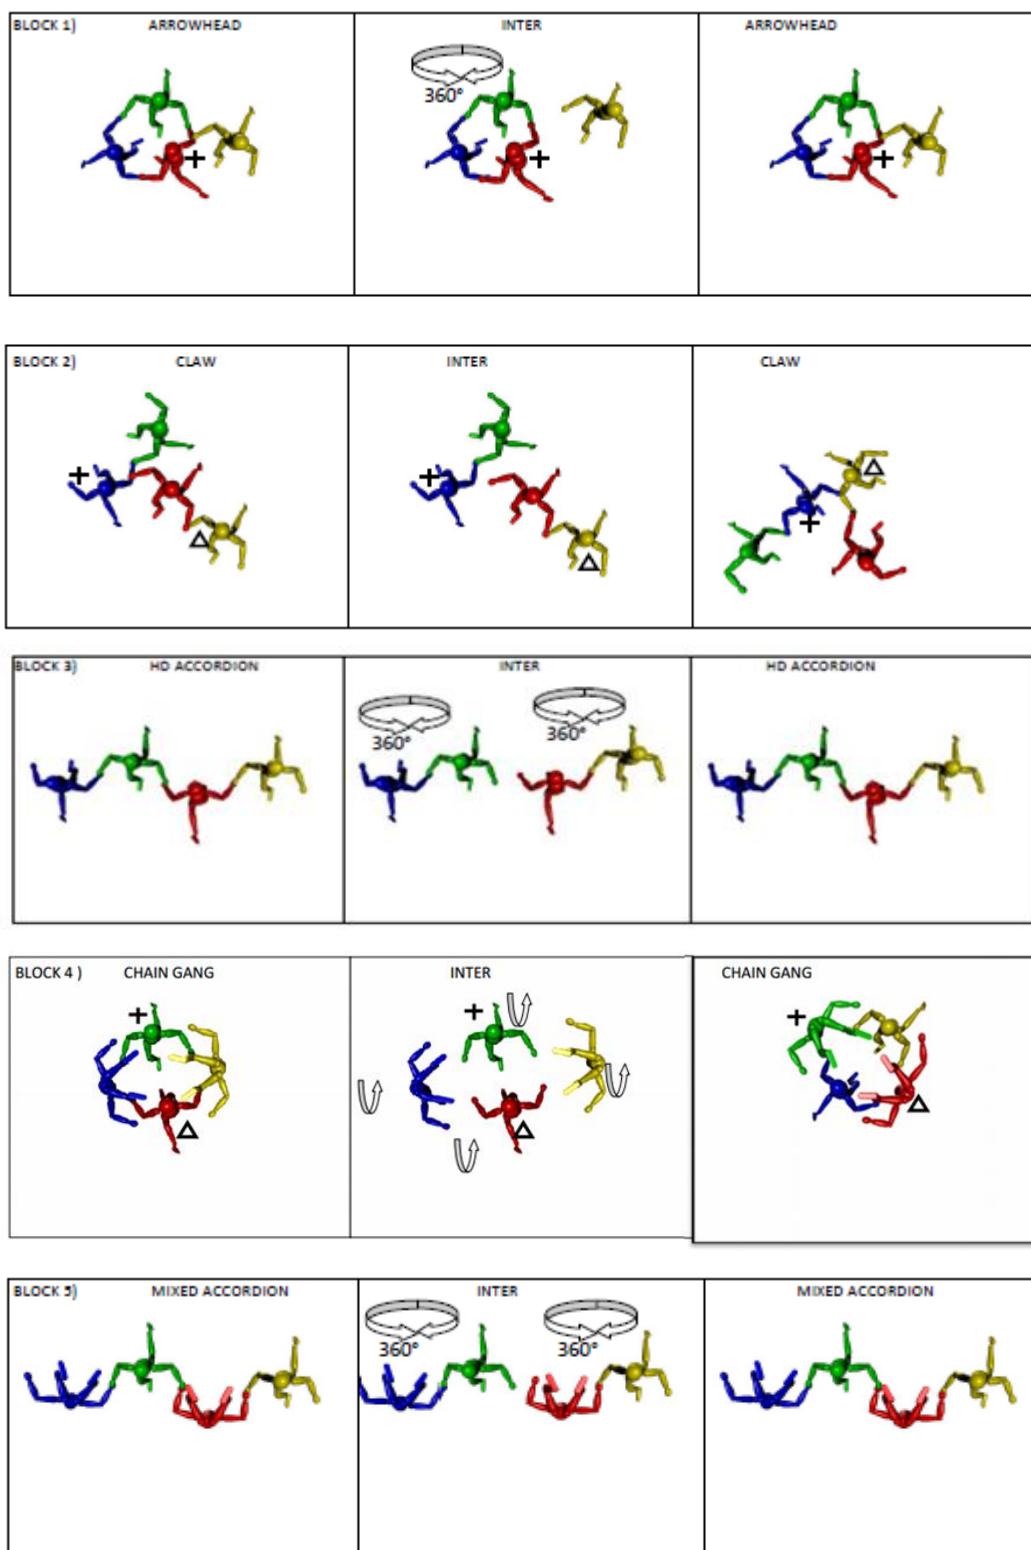 BLOCK 1) ARROWHEAD INTER ARROWHEAD
360°
BLOCK 2) CLAW INTER CLAW
BLOCK 3) HD ACCORDION INTER HD ACCORDION
360° 360°
BLOCK 4 ) CHAIN GANG INTER CHAIN GANG
BLOCK 5) MIXED ACCORDION INTER MIXED ACCORDION
360° 360°